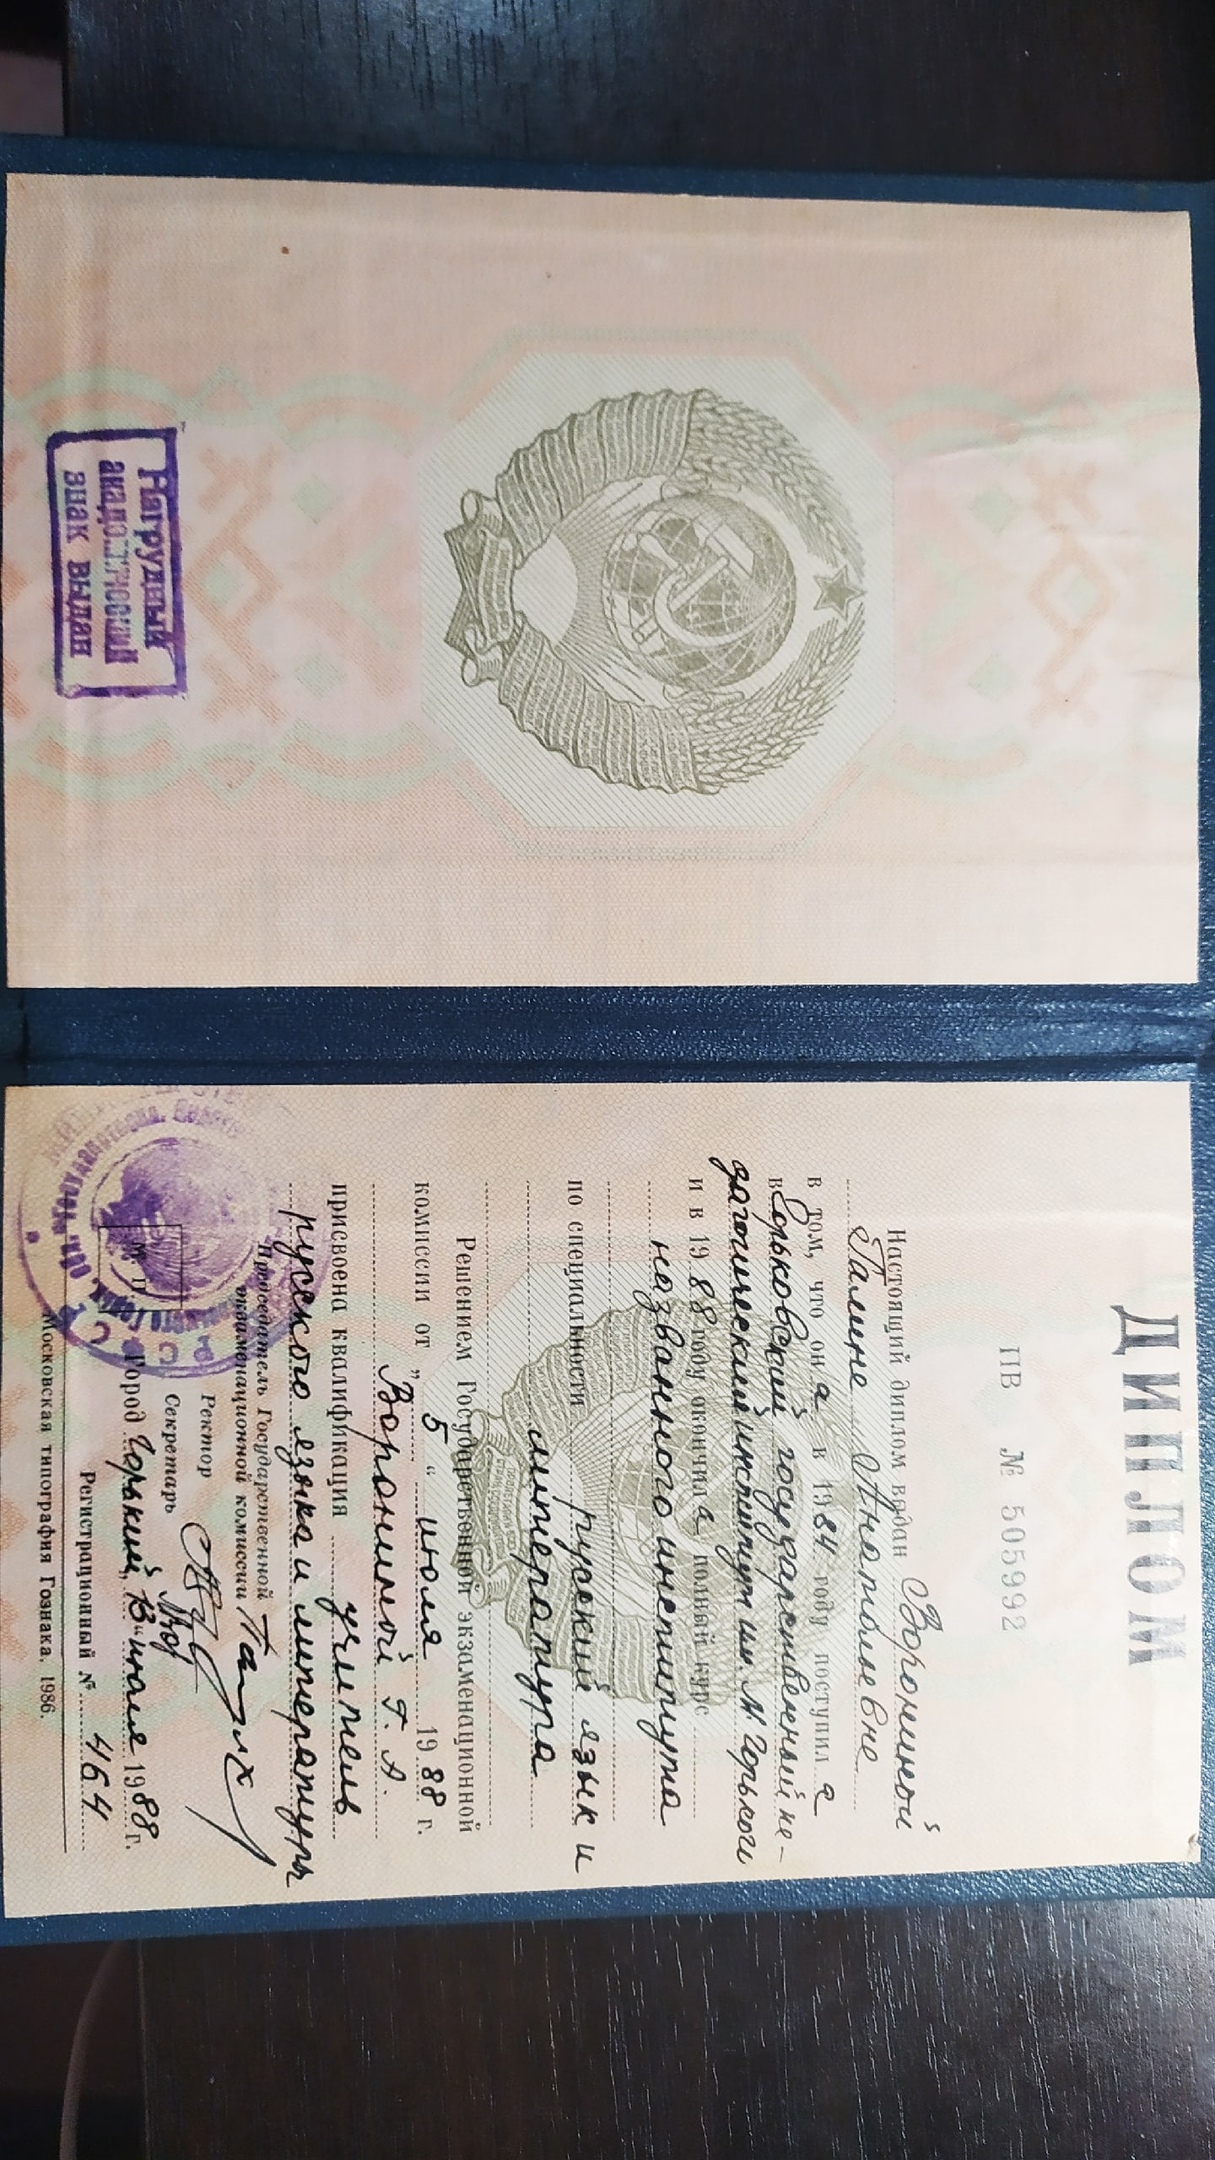 Нагрудный
академический
знак выдан
ДИПЛОМ
ПВ № 505992
Настоящий диплом выдан Ворониной
Галине Анатольевне
в том, что он а в 1984 году поступил а
в Горьковский государственный пе-
дагогический институт им. М. Горького
и в 1988 году окончил а полный курс
названного института
по специальности русский язык и
литература
Решением Государственной экзаменационной
комиссии от „ 5 “ июля 1988 г.
Ворониной Г. А.
присвоена квалификация учитель
русского языка и литературы
Председатель Государственной
экзаменационной комиссии
Ректор
Секретарь
М. П.
Город Горький, 13 июля 1988 г.
Регистрационный № 464
Московская типография Гознака. 1986.